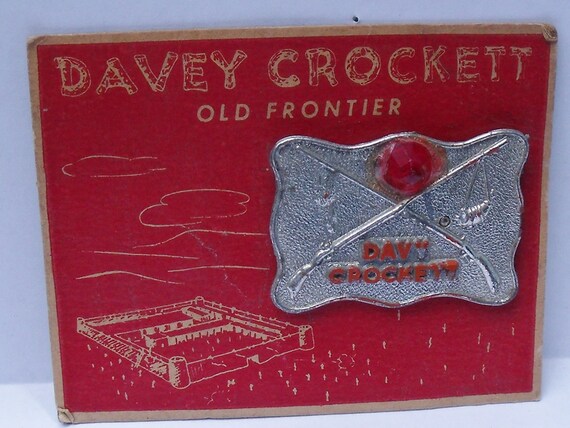 DAVEY CROCKETT
OLD FRONTIER
DAVY
CROCKETT